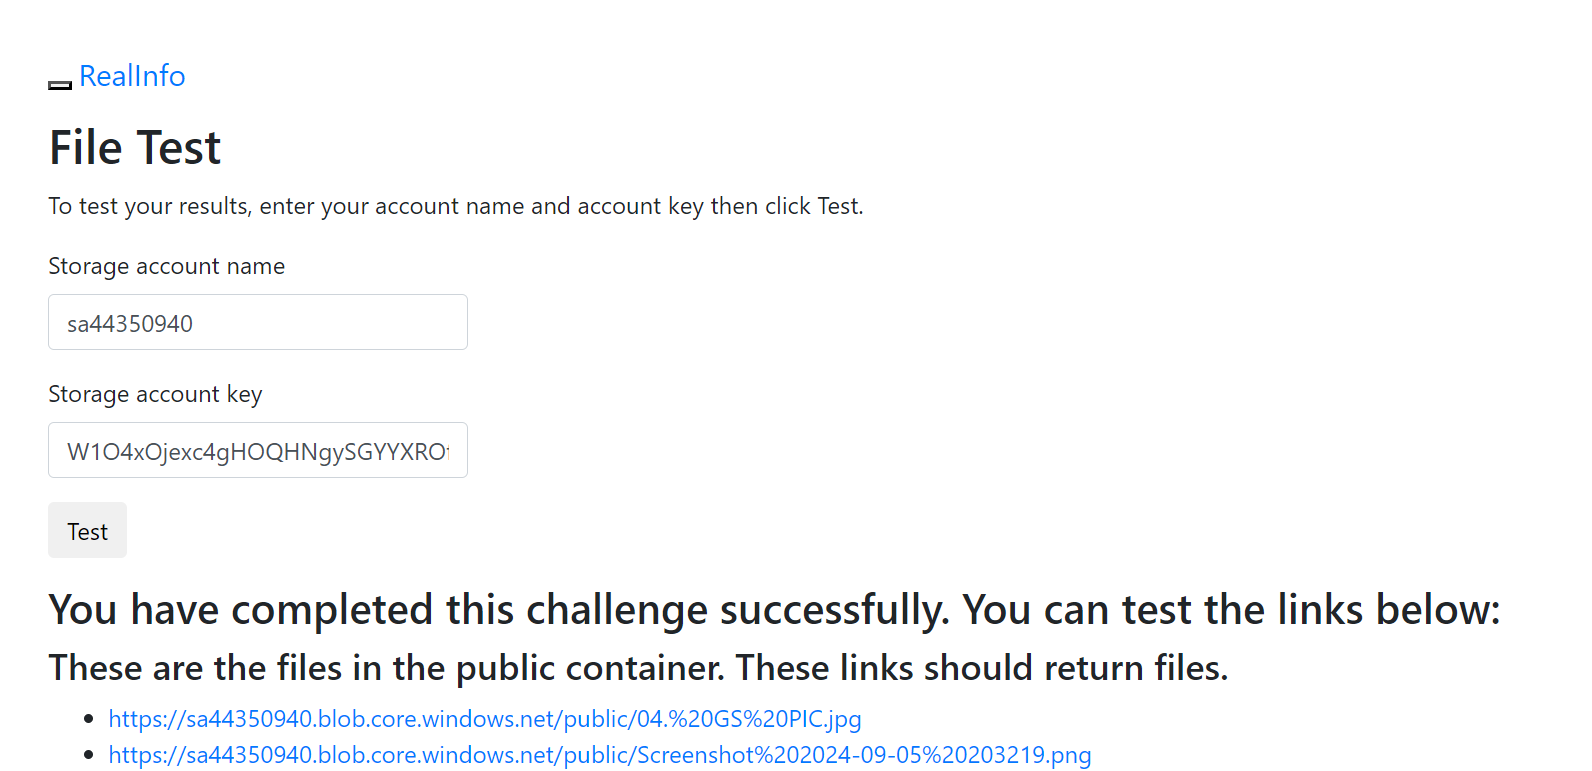 RealInfo
File Test
To test your results, enter your account name and account key then click Test.
Storage account name
sa44350940
Storage account key
W1O4xOjexc4gHOQHNgySGYYXROf
Test
You have completed this challenge successfully. You can test the links below:
These are the files in the public container. These links should return files.
https://sa44350940.blob.core.windows.net/public/04.%20GS%20PIC.jpg
https://sa44350940.blob.core.windows.net/public/Screenshot%202024-09-05%20203219.png